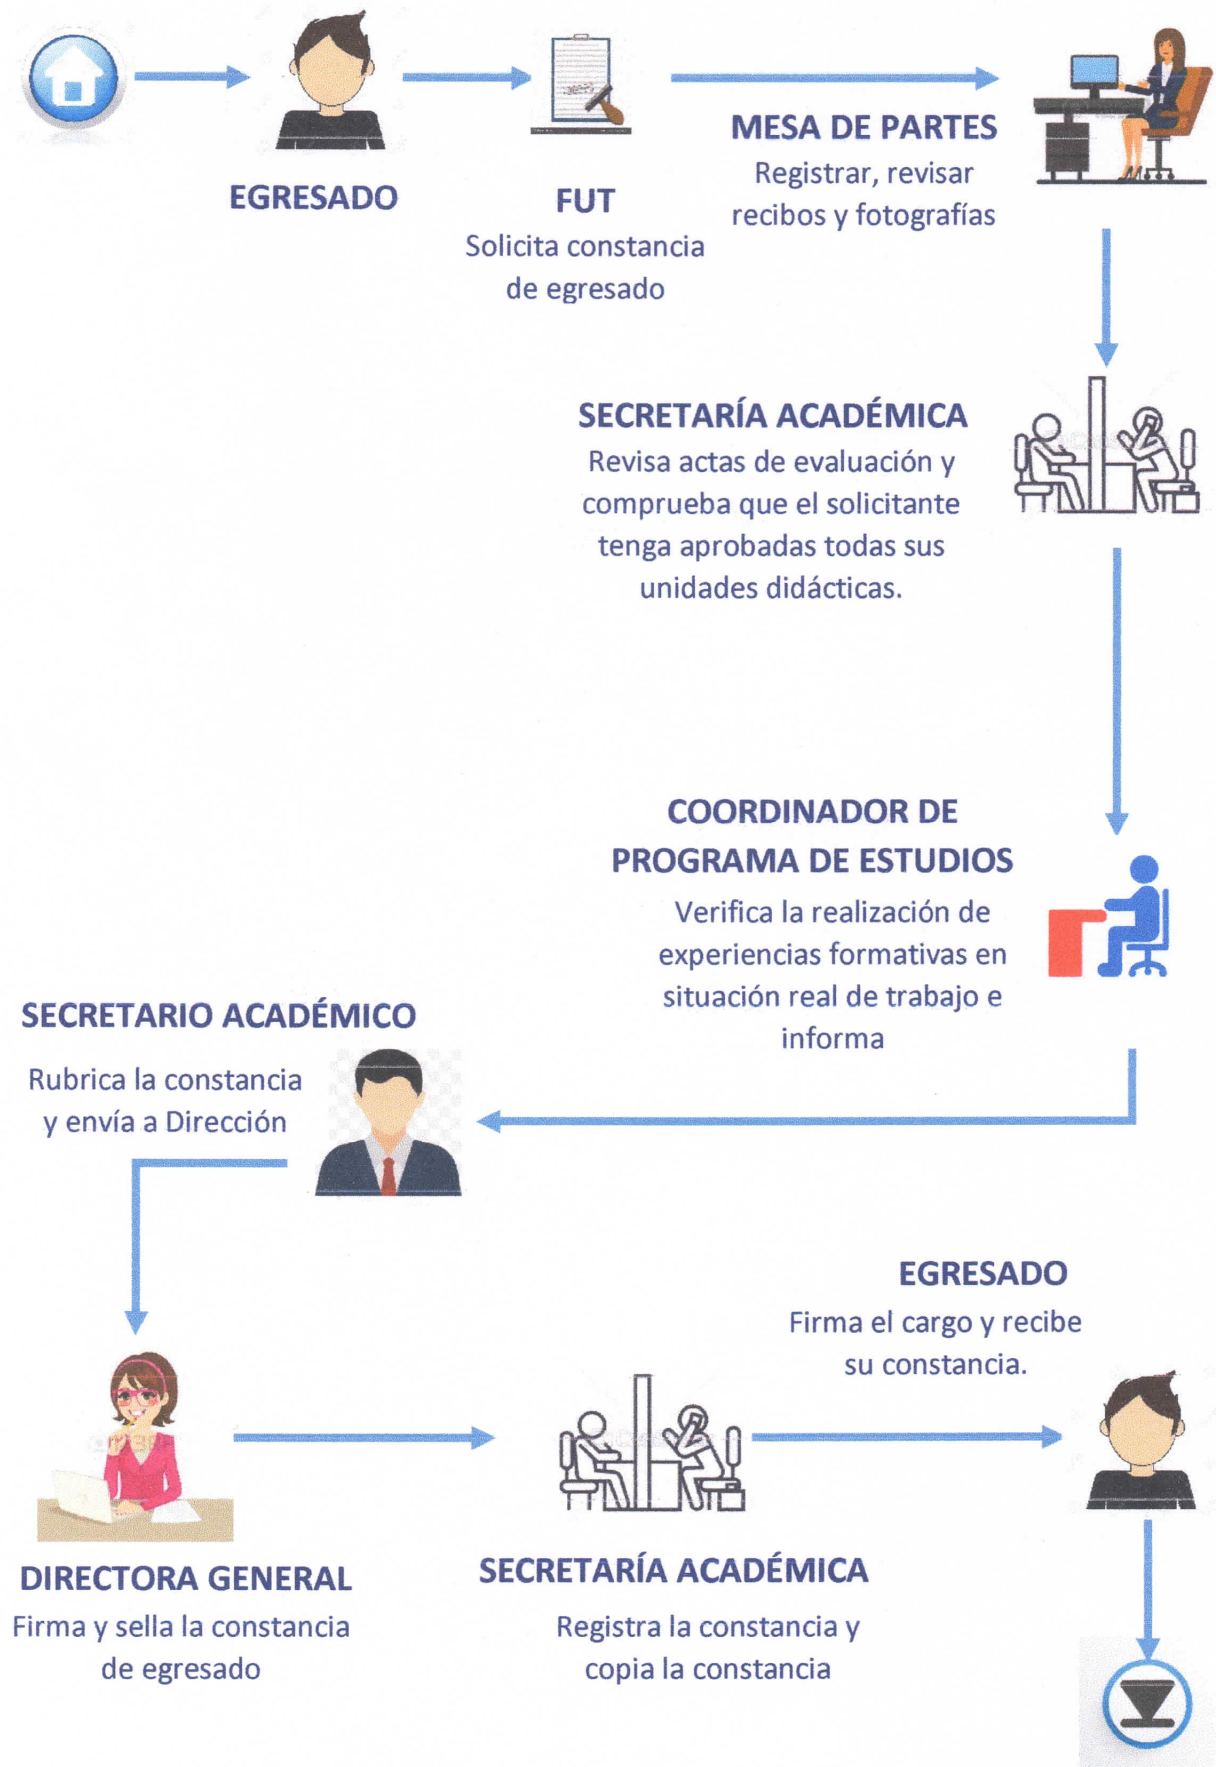 EGRESADO
FUT
Solicita constancia
de egresado
MESA DE PARTES
Registrar, revisar
recibos y fotografías
SECRETARÍA ACADÉMICA
Revisa actas de evaluación y
comprueba que el solicitante
tenga aprobadas todas sus
unidades didácticas.
COORDINADOR DE
PROGRAMA DE ESTUDIOS
Verifica la realización de
experiencias formativas en
situación real de trabajo e
informa
SECRETARIO ACADÉMICO
Rubrica la constancia
y envía a Dirección
DIRECTORA GENERAL
Firma y sella la constancia
de egresado
SECRETARÍA ACADÉMICA
Registra la constancia y
copia la constancia
EGRESADO
Firma el cargo y recibe
su constancia.